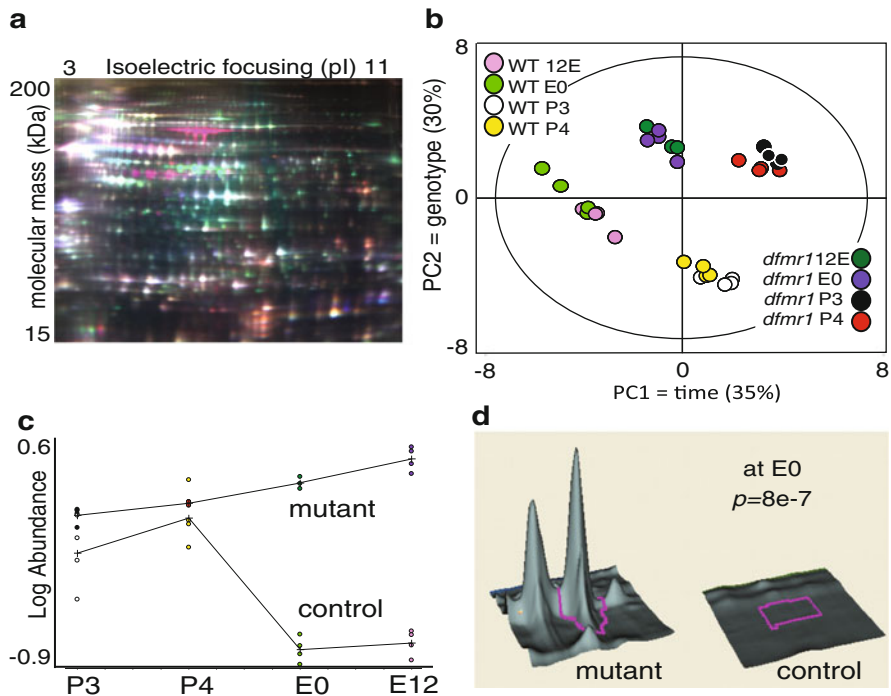 a
3 Isoelectric focusing (pI) 11
200
molecular mass (kDa)
15
b
8
0
-8
PC2 = genotype (30%)
WT 12E
WT E0
WT P3
WT P4
dfmr112E
dfmr1 E0
dfmr1 P3
dfmr1 P4
-8
0
8
PC1 = time (35%)
c
0.6
Log Abundance
-0.9
mutant
control
P3
P4
E0
E12
d
at E0
p=8e-7
mutant
control